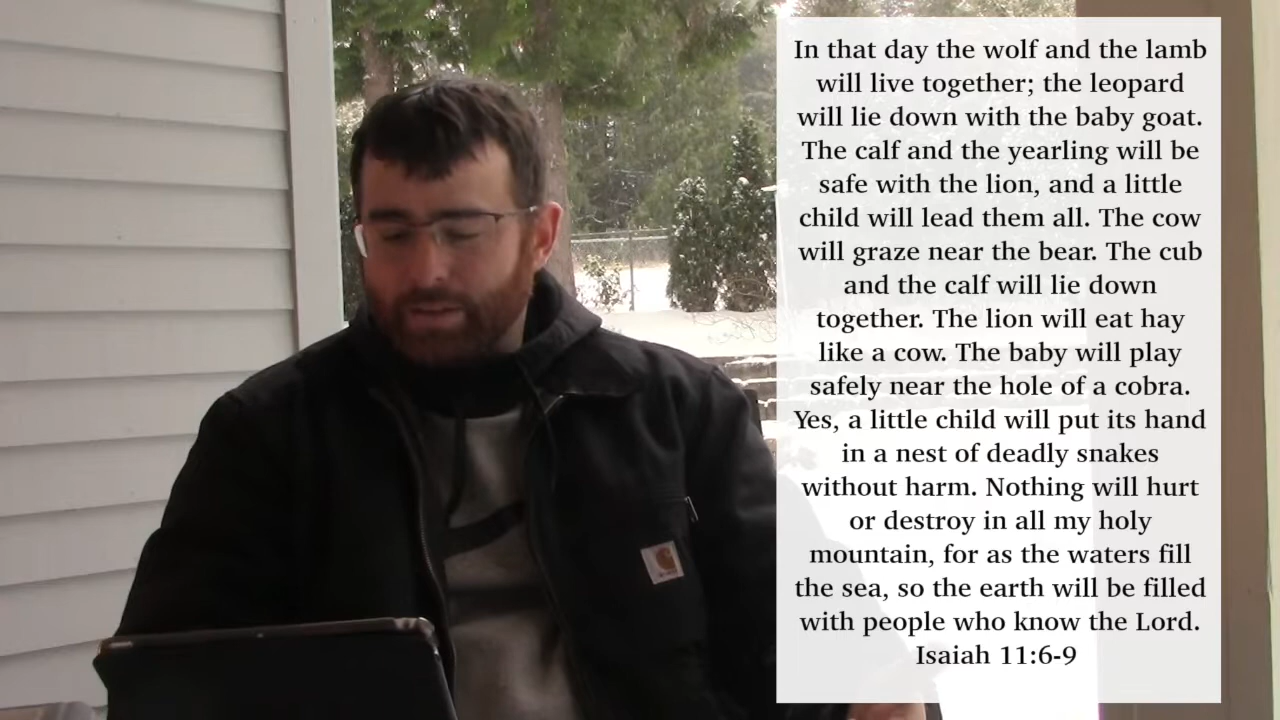 In that day the wolf and the lamb
will live together; the leopard
will lie down with the baby goat.
The calf and the yearling will be
safe with the lion, and a little
child will lead them all. The cow
will graze near the bear. The cub
and the calf will lie down
together. The lion will eat hay
like a cow. The baby will play
safely near the hole of a cobra.
Yes, a little child will put its hand
in a nest of deadly snakes
without harm. Nothing will hurt
or destroy in all my holy
mountain, for as the waters fill
the sea, so the earth will be filled
with people who know the Lord.
Isaiah 11:6-9